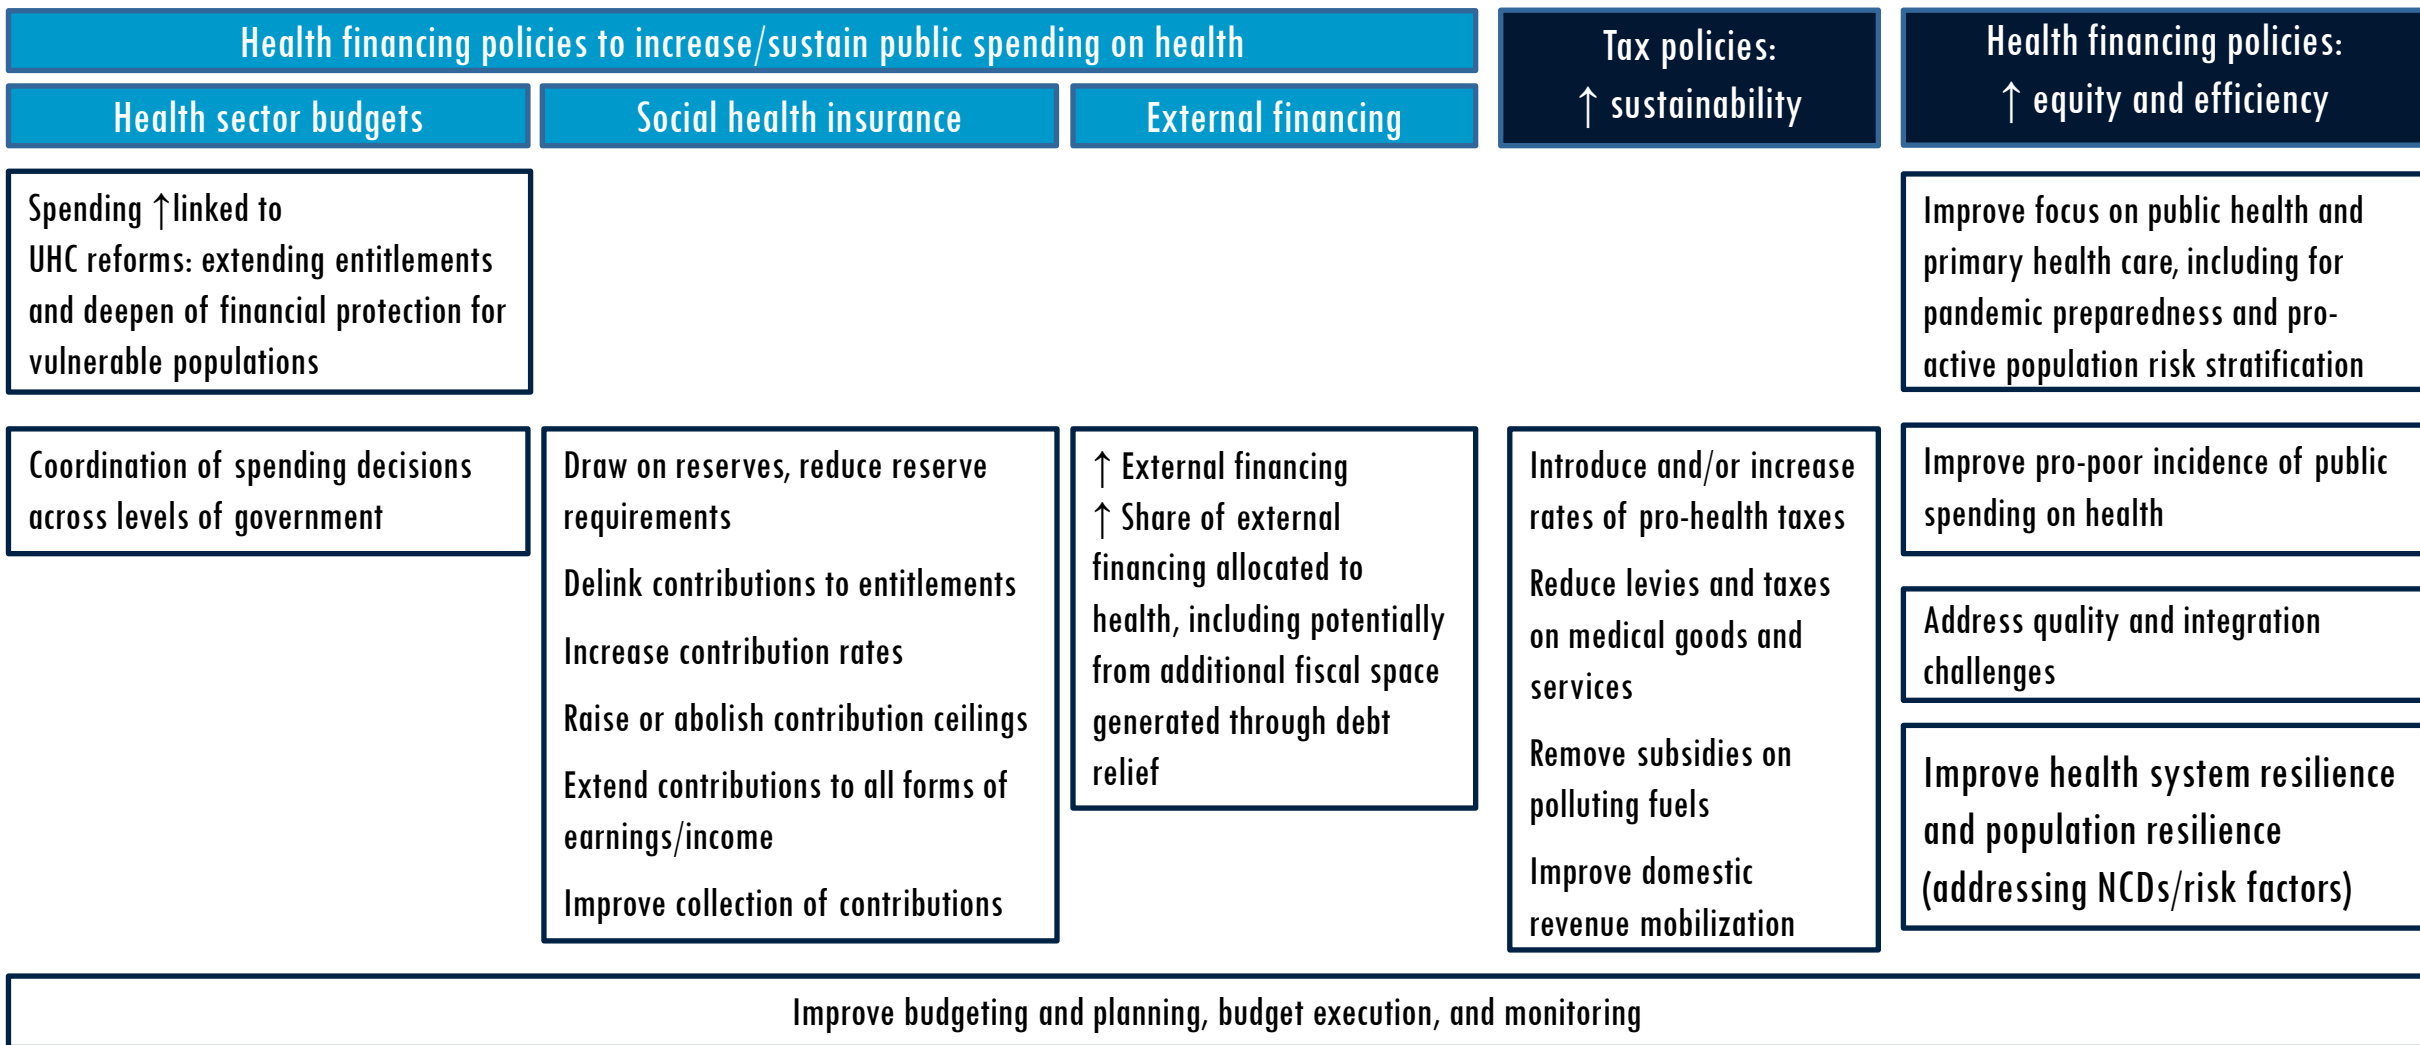 Health financing policies to increase/sustain public spending on health
Health sector budgets
Social health insurance
External financing
Tax policies:
↑ sustainability
Health financing policies:
↑ equity and efficiency
Spending ↑linked to
UHC reforms: extending entitlements
and deepen of financial protection for
vulnerable populations
Coordination of spending decisions
across levels of government
Draw on reserves, reduce reserve
requirements
Delink contributions to entitlements
Increase contribution rates
Raise or abolish contribution ceilings
Extend contributions to all forms of
earnings/income
Improve collection of contributions
↑ External financing
↑ Share of external
financing allocated to
health, including potentially
from additional fiscal space
generated through debt
relief
Introduce and/or increase
rates of pro-health taxes
Reduce levies and taxes
on medical goods and
services
Remove subsidies on
polluting fuels
Improve domestic
revenue mobilization
Improve focus on public health and
primary health care, including for
pandemic preparedness and pro-
active population risk stratification
Improve pro-poor incidence of public
spending on health
Address quality and integration
challenges
Improve health system resilience
and population resilience
(addressing NCDs/risk factors)
Improve budgeting and planning, budget execution, and monitoring